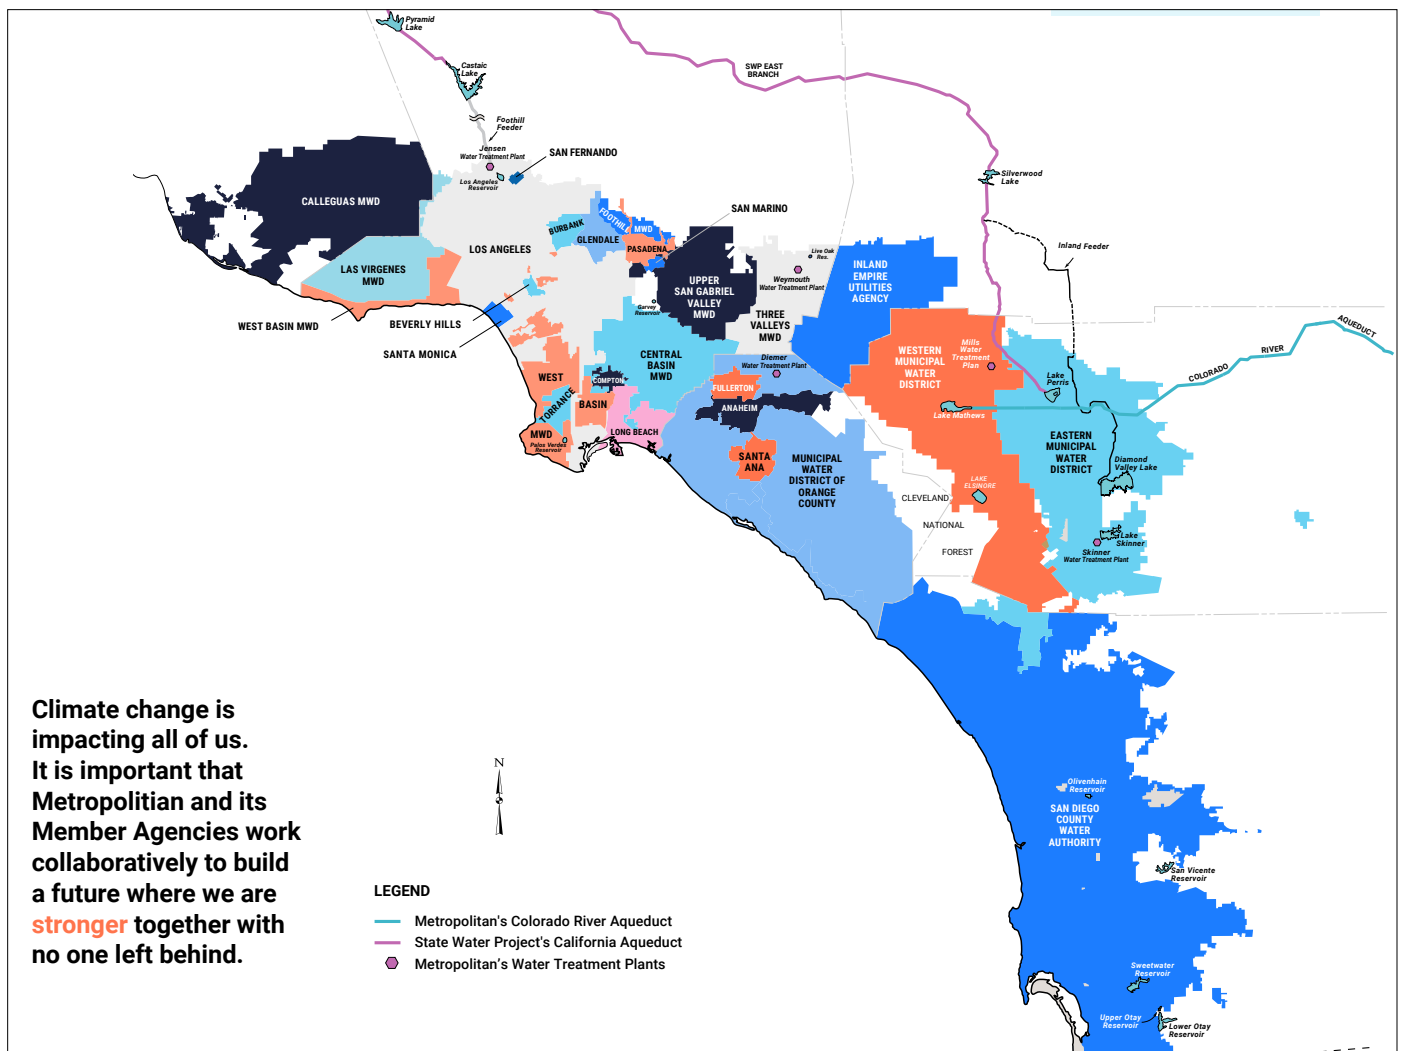 Pyramid
Lake
Castaic
Lake
SWP EAST
BRANCH
Foothill
Feeder
Jensen
Water Treatment Plant
SAN FERNANDO
Los Angeles
Reservoir
Silverwood
Lake
CALLEGUAS MWD
SAN MARINO
FOOTHILL
MWD
BURBANK
GLENDALE
PASADENA
LOS ANGELES
Inland Feeder
Live Oak
Res.
LAS VIRGENES
MWD
Weymouth
Water Treatment Plant
INLAND
EMPIRE
UTILITIES
AGENCY
UPPER
SAN GABRIEL
VALLEY
MWD
Garvey
Reservoir
THREE
VALLEYS
MWD
WEST BASIN MWD
BEVERLY HILLS
SANTA MONICA
AQUEDUCT
RIVER
COLORADO
CENTRAL
BASIN
MWD
Diemer
Water Treatment Plant
WESTERN
MUNICIPAL
WATER
DISTRICT
Mills
Water
Treatment
Plan
Lake
Perris
WEST
COMPTON
FULLERTON
TORRANCE
BASIN
ANAHEIM
Lake Mathews
MWD
LONG BEACH
Palos Verdes
Reservoir
EASTERN
MUNICIPAL
WATER
DISTRICT
SANTA
ANA
MUNICIPAL
WATER
DISTRICT OF
ORANGE
COUNTY
Diamond
Valley Lake
LAKE
ELSINORE
CLEVELAND
NATIONAL
FOREST
Lake
Skinner
Skinner
Water Treatment Plant
Climate change is
impacting all of us.
It is important that
Metropolitian and its
Member Agencies work
collaboratively to build
a future where we are
stronger together with
no one left behind.
N
Olivenhain
Reservoir
SAN DIEGO
COUNTY
WATER
AUTHORITY
San Vicente
Reservoir
LEGEND
Metropolitan's Colorado River Aqueduct
State Water Project's California Aqueduct
Metropolitan's Water Treatment Plants
Sweetwater
Reservoir
Upper Otay
Reservoir
Lower Otay
Reservoir